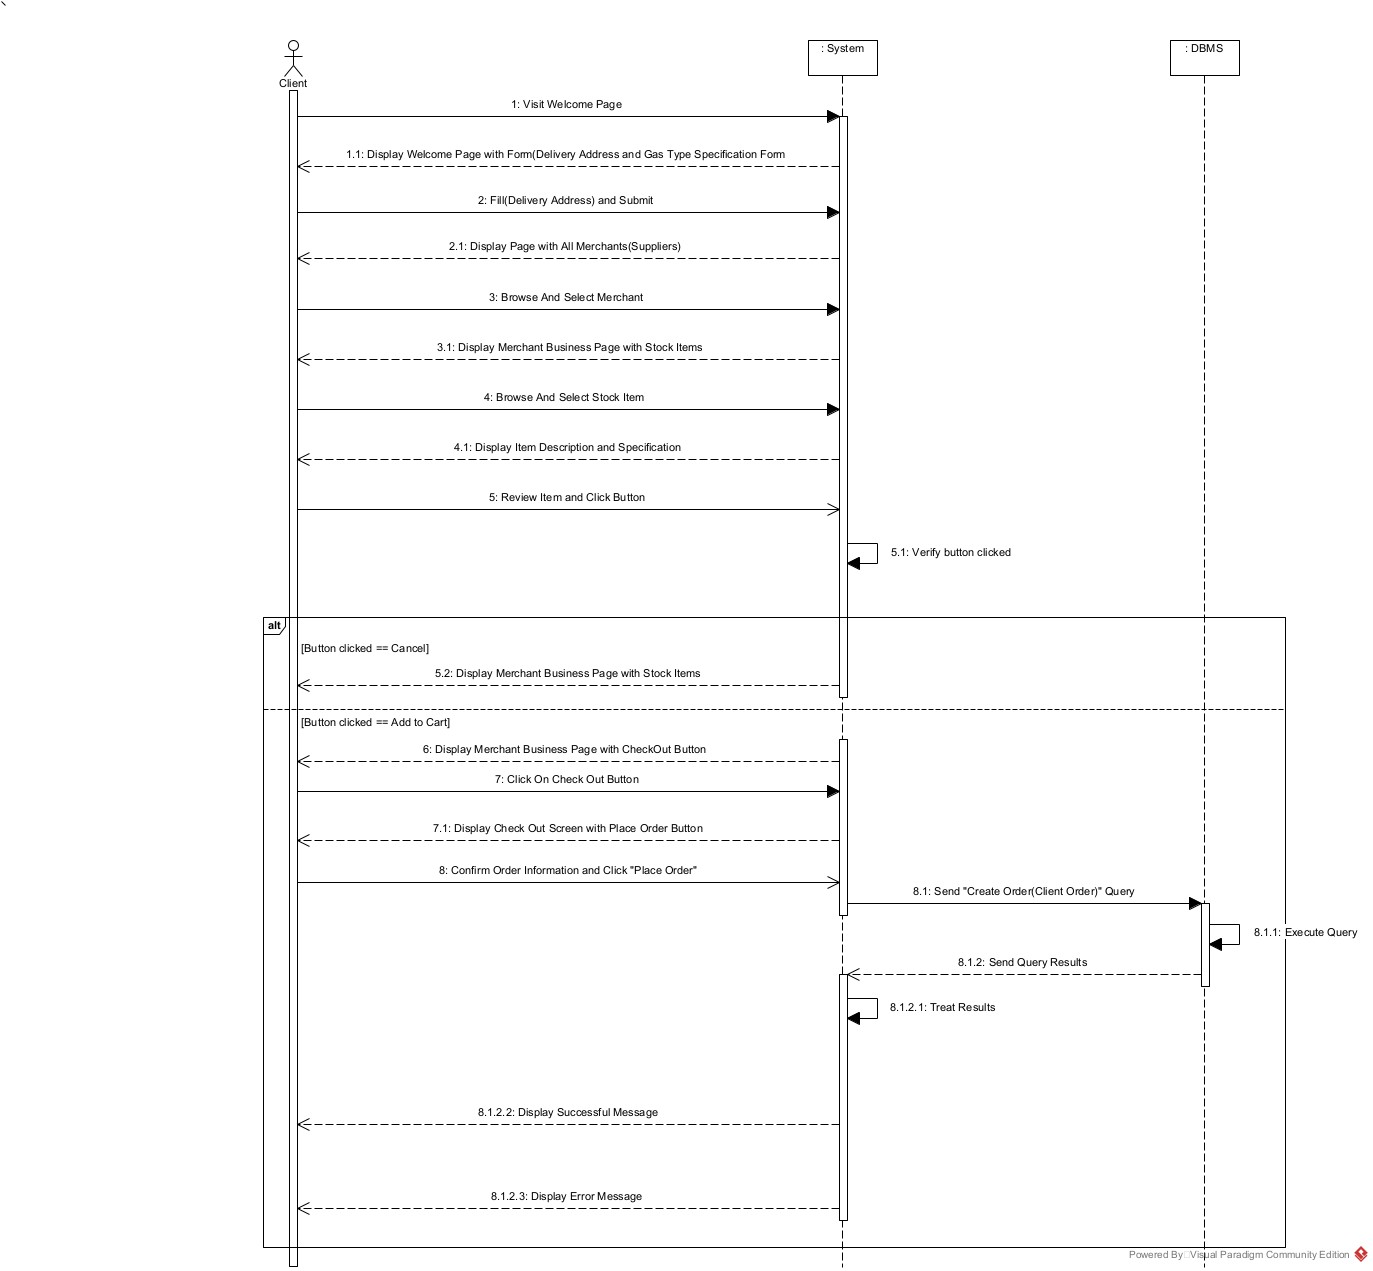 : System
: DBMS
Client
1: Visit Welcome Page
1.1: Display Welcome Page with Form(Delivery Address and Gas Type Specification Form
2: Fill(Delivery Address) and Submit
2.1: Display Page with All Merchants(Suppliers)
3: Browse And Select Merchant
3.1: Display Merchant Business Page with Stock Items
4: Browse And Select Stock Item
4.1: Display Item Description and Specification
5: Review Item and Click Button
5.1: Verify button clicked
alt
[Button clicked == Cancel]
5.2: Display Merchant Business Page with Stock Items
[Button clicked == Add to Cart]
6: Display Merchant Business Page with CheckOut Button
7: Click On Check Out Button
7.1: Display Check Out Screen with Place Order Button
8: Confirm Order Information and Click "Place Order"
8.1: Send "Create Order(Client Order)" Query
8.1.1: Execute Query
8.1.2: Send Query Results
8.1.2.1: Treat Results
8.1.2.2: Display Successful Message
8.1.2.3: Display Error Message
Powered By Visual Paradigm Community Edition